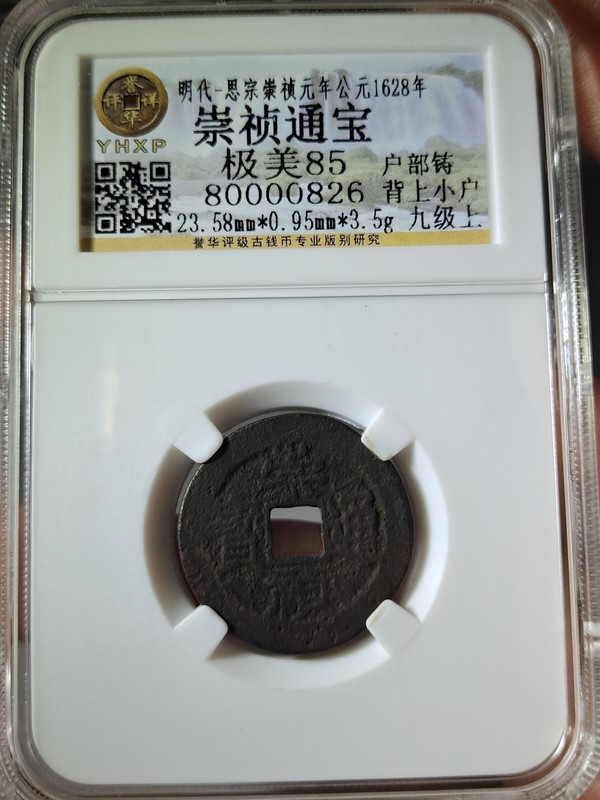 誉
评 详
华
YHXP
明代-思宗崇祯元年公元1628年
崇祯通宝
极美85 户部铸
80000826 背上小户
23.58mm*0.95mm*3.5g 九级上
誉华评级古钱币专业版别研究
崇
寳 通
祯